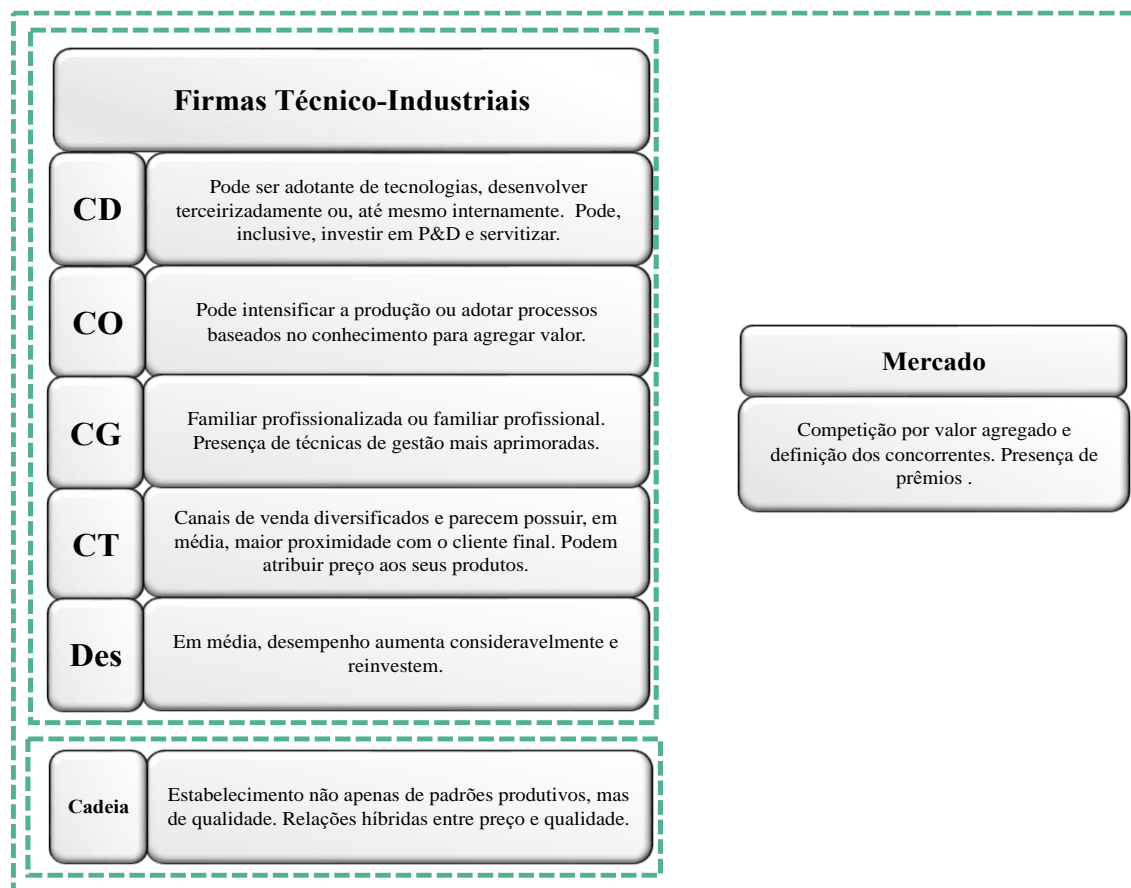 Firmas Técnico-Industriais
CD
Pode ser adotante de tecnologias, desenvolver
terceirizadamente ou, até mesmo internamente. Pode,
inclusive, investir em P&D e servitizar.
CO
Pode intensificar a produção ou adotar processos
baseados no conhecimento para agregar valor.
CG
Familiar profissionalizada ou familiar profissional.
Presença de técnicas de gestão mais aprimoradas.
CT
Canais de venda diversificados e parecem possuir, em
média, maior proximidade com o cliente final. Podem
atribuir preço aos seus produtos.
Des
Em média, desempenho aumenta consideravelmente e
reinvestem.
Cadeia
Estabelecimento não apenas de padrões produtivos, mas
de qualidade. Relações híbridas entre preço e qualidade.
Mercado
Competição por valor agregado e
definição dos concorrentes. Presença de
prêmios .